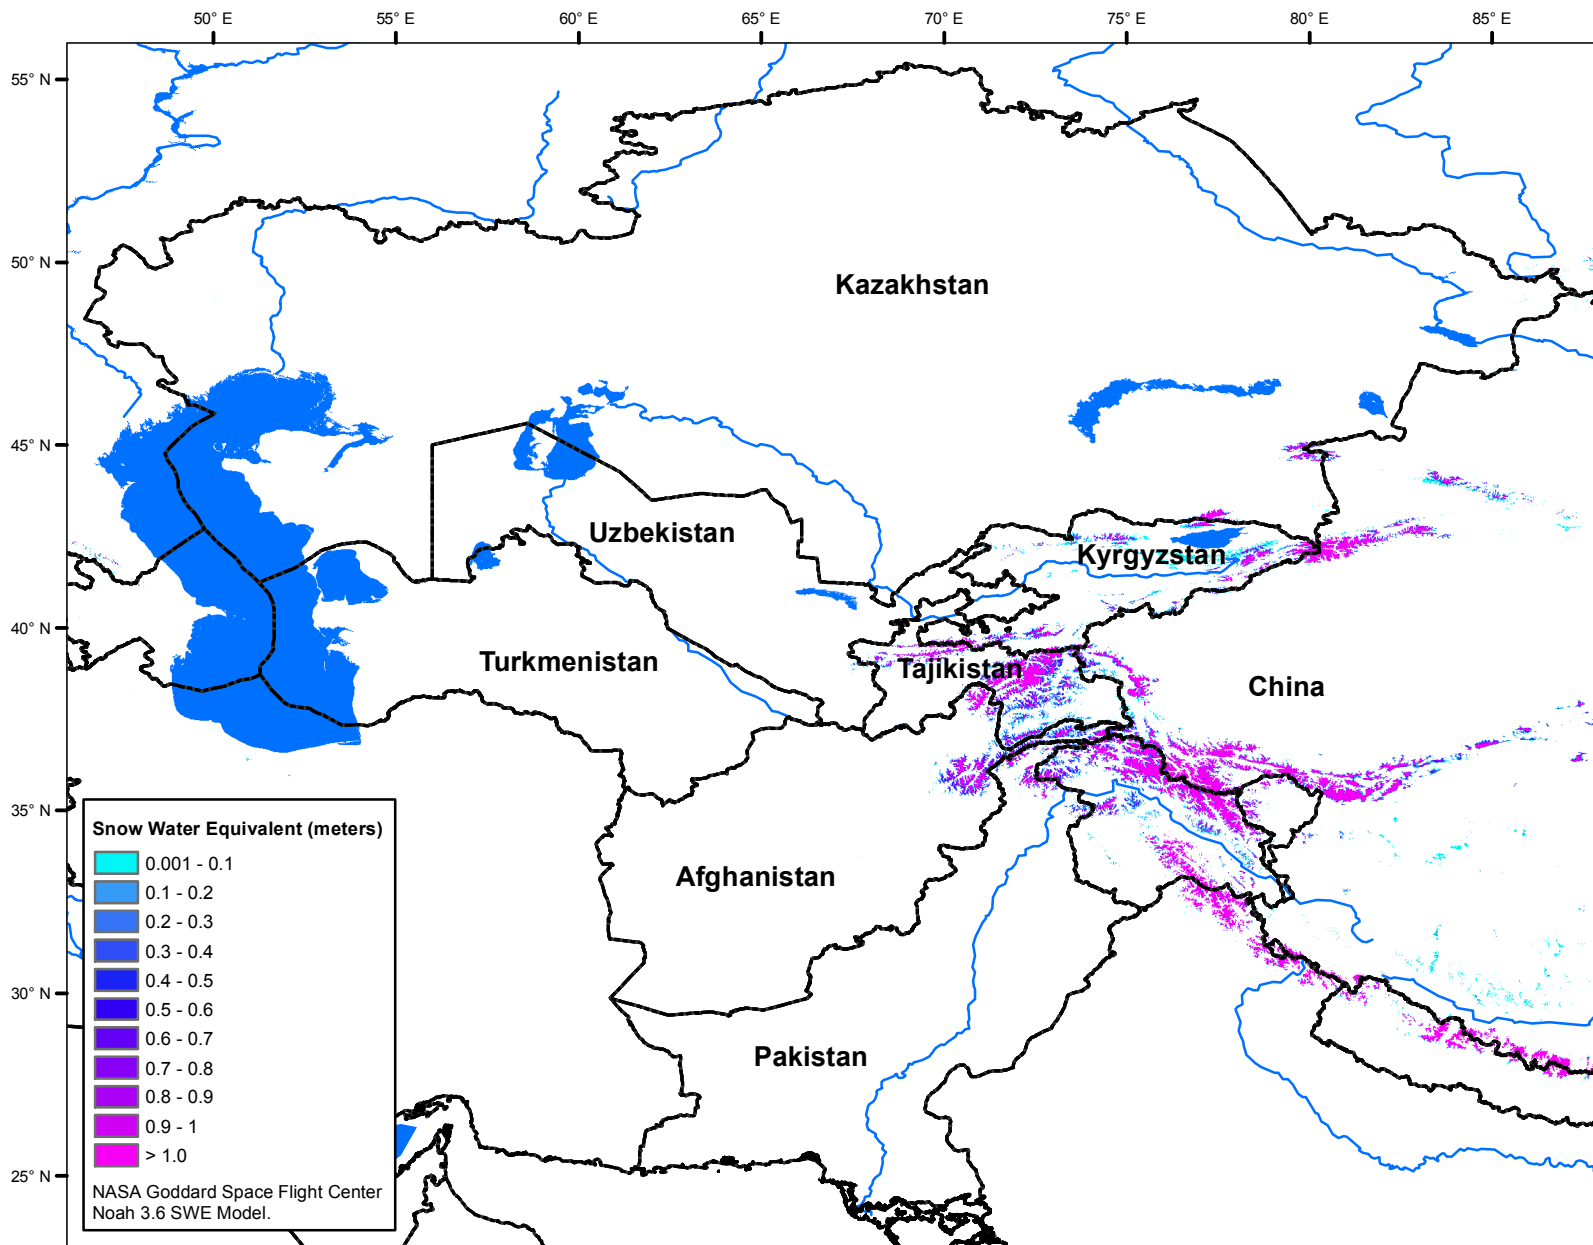 50° E 55° E 60° E 65° E 70° E 75° E 80° E 85° E
55° N
50° N
Kazakhstan
45° N
Uzbekistan
Kyrgyzstan
40° N
Turkmenistan
Tajikistan
China
35° N
Afghanistan
30° N
Pakistan
25° N
Snow Water Equivalent (meters)
0.001 - 0.1
0.1 - 0.2
0.2 - 0.3
0.3 - 0.4
0.4 - 0.5
0.5 - 0.6
0.6 - 0.7
0.7 - 0.8
0.8 - 0.9
0.9 - 1
> 1.0
NASA Goddard Space Flight Center
Noah 3.6 SWE Model.